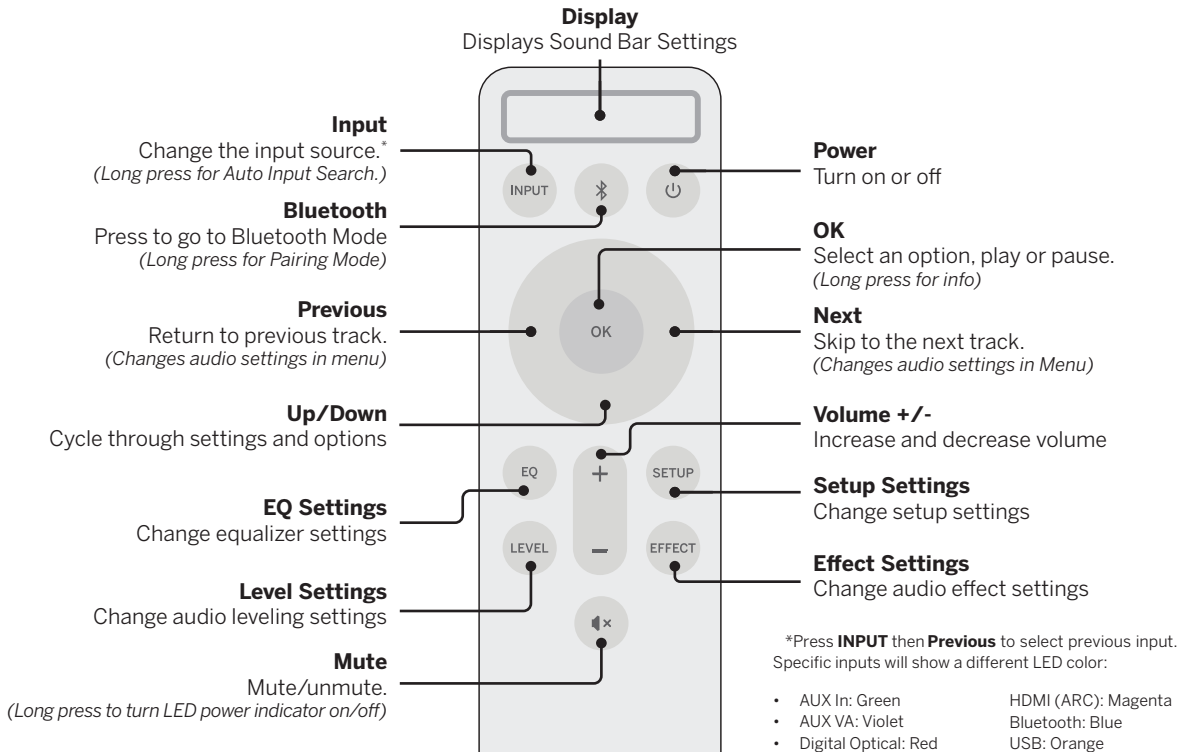 Display
Displays Sound Bar Settings
Input
Change the input source.*
(Long press for Auto Input Search.)
Bluetooth
Press to go to Bluetooth Mode
(Long press for Pairing Mode)
Previous
Return to previous track.
(Changes audio settings in menu)
Up/Down
Cycle through settings and options
EQ Settings
Change equalizer settings
Level Settings
Change audio leveling settings
Mute
Mute/unmute.
(Long press to turn LED power indicator on/off)
INPUT
OK
EQ
+
SETUP
LEVEL
-
EFFECT
Power
Turn on or off
OK
Select an option, play or pause.
(Long press for info)
Next
Skip to the next track.
(Changes audio settings in Menu)
Volume +/-
Increase and decrease volume
Setup Settings
Change setup settings
Effect Settings
Change audio effect settings
*Press INPUT then Previous to select previous input.
Specific inputs will show a different LED color:
• AUX In: Green
• AUX VA: Violet
• Digital Optical: Red
HDMI (ARC): Magenta
Bluetooth: Blue
USB: Orange